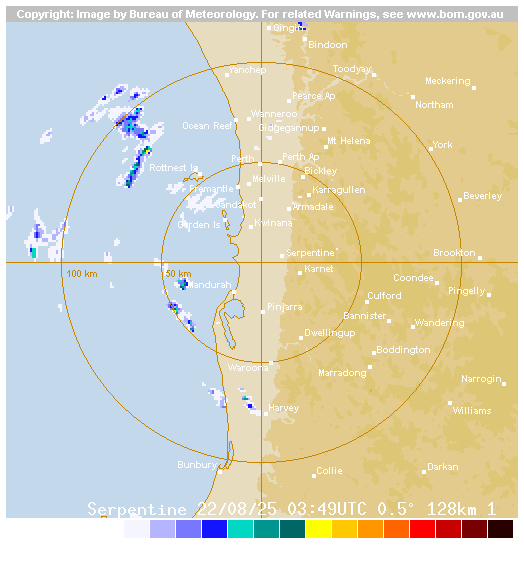 Copyright: Image by Bureau of Meteorology. For related Warnings, see www.bom.gov.au
Gingin
Bindoon
Yanchep
Toodyay
Meckering
Pearce Ap
Northam
Wanneroo
Ocean Reef
Gidgegannup
Mt Helena
York
Perth
Perth Ap
Rottnest Is
Bickley
Melville
Fremantle
Karragullen
Beverley
Jandakot
Armadale
Garden Is
Kwinana
Serpentine
Brookton
100 km
50 km
Karnet
Coondee
Mandurah
Pingelly
Culford
Pinjarra
Bannister
Wandering
Dwellingup
Boddington
Waroona
Marradong
Narrogin
Harvey
Williams
Bunbury
Collie
Darkan
Serpentine 22/08/25 03:49UTC 0.5° 128km 1